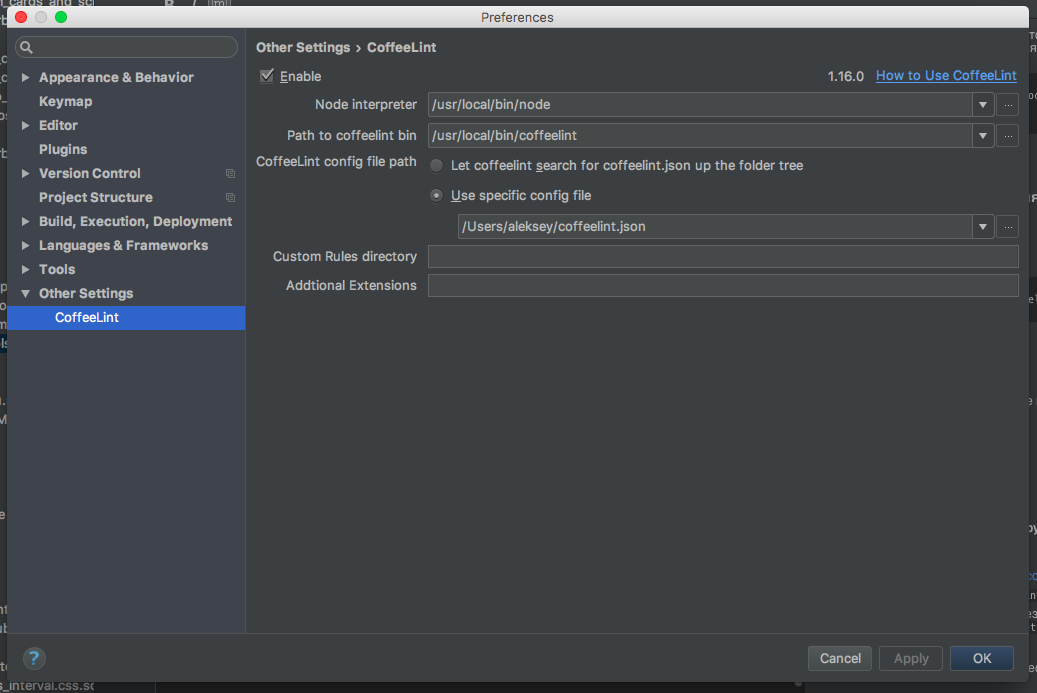 Preferences
Other Settings › CoffeeLint
Appearance & Behavior
Keymap
Editor
Plugins
Version Control
Project Structure
Build, Execution, Deployment
Languages & Frameworks
Tools
Other Settings
CoffeeLint
Enable
1.16.0 How to Use CoffeeLint
Node interpreter /usr/local/bin/node ...
Path to coffeelint bin /usr/local/bin/coffeelint ...
CoffeeLint config file path
Let coffeelint search for coffeelint.json up the folder tree
Use specific config file
/Users/aleksey/coffeelint.json ...
Custom Rules directory
Addtional Extensions
?
Cancel
Apply
OK
s_interval.css.sc